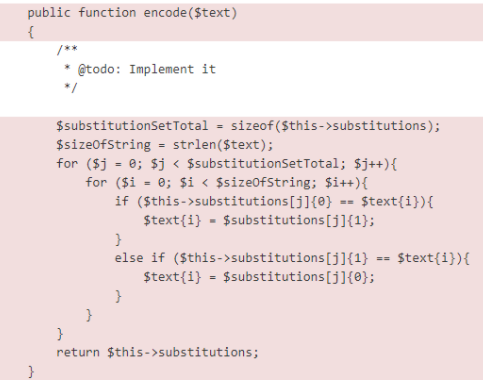 public function encode($text)
{
/**
* @todo: Implement it
*/
$substitutionSetTotal = sizeof($this->substitutions);
$sizeOfString = strlen($text);
for ($j = 0; $j < $substitutionSetTotal; $j++){
for ($i = 0; $i < $sizeOfString; $i++){
if ($this->substitutions[j]{0} == $text{i}){
$text{i} = $substitutions[j]{1};
}
else if ($this->substitutions[j]{1} == $text{i}){
$text{i} = $substitutions[j]{0};
}
}
}
return $this->substitutions;
}